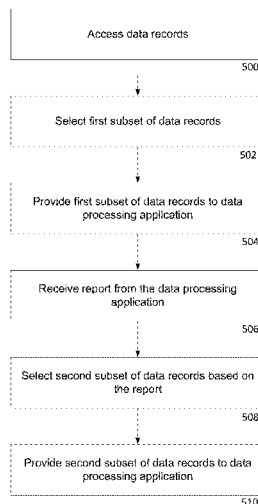 Access data records
500
Select first subset of data records
502
Provide first subset of data records to data
processing application
504
Receive report from the data processing
application
506
Select second subset of data records based on
the report
508
Provide second subset of data records to data
processing application
510